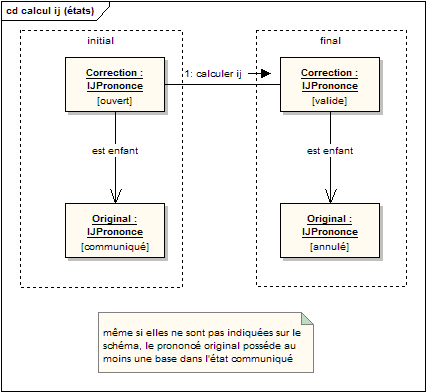 cd calcul ij (états)
initial
final
Correction :
IJPrononce
[ouvert]
1: calculer ij
Correction :
IJPrononce
[valide]
est enfant
est enfant
Original :
IJPrononce
[communiqué]
Original :
IJPrononce
[annulé]
même si elles ne sont pas indiquées sur le
schéma, le prononcé original posséde au
moins une base dans l'état communiqué